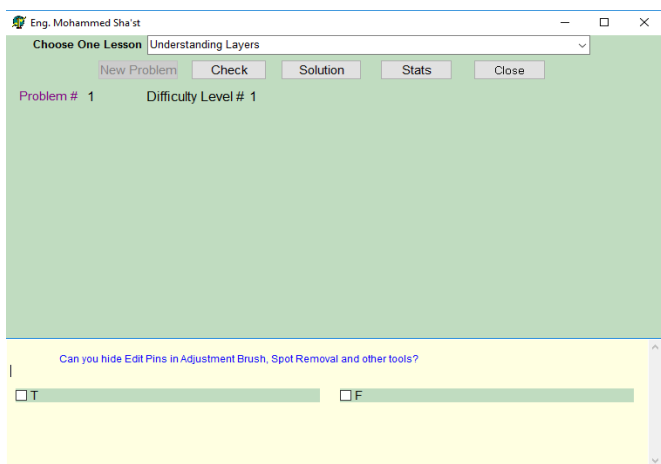 Eng. Mohammed Sha'st
Choose One Lesson Understanding Layers
New Problem Check Solution Stats Close
Problem # 1 Difficulty Level # 1
Can you hide Edit Pins in Adjustment Brush, Spot Removal and other tools?
T F